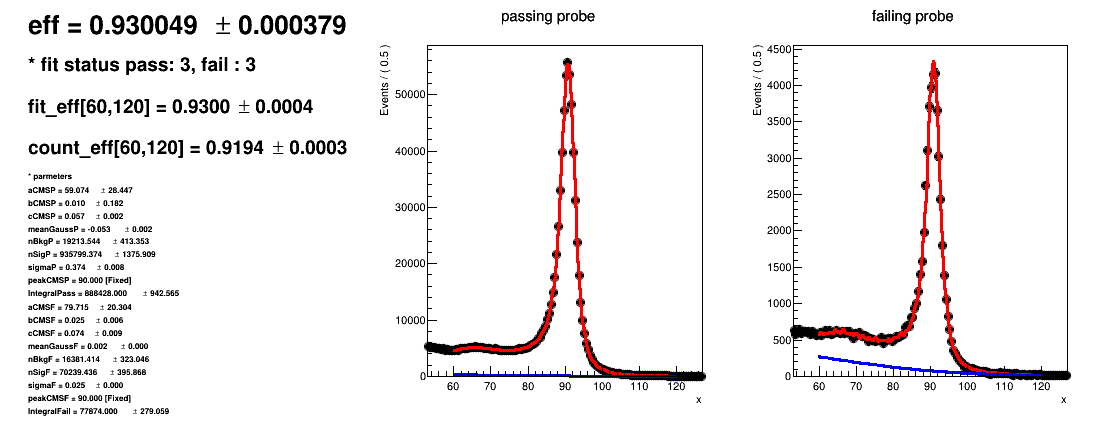 eff = 0.930049 ± 0.000379
* fit status pass: 3, fail : 3
fit_eff[60,120] = 0.9300 ± 0.0004
count_eff[60,120] = 0.9194 ± 0.0003
* parmeters
aCMSP = 59.074 ± 28.447
bCMSP = 0.010 ± 0.182
cCMSP = 0.057 ± 0.002
meanGaussP = -0.053 ± 0.002
nBkgP = 19213.544 ± 413.353
nSigP = 935799.374 ± 1375.909
sigmaP = 0.374 ± 0.008
peakCMSP = 90.000 [Fixed]
IntegralPass = 888428.000 ± 942.565
aCMSF = 79.715 ± 20.304
bCMSF = 0.025 ± 0.006
cCMSF = 0.074 ± 0.009
meanGaussF = 0.002 ± 0.000
nBkgF = 16381.414 ± 323.046
nSigF = 70239.436 ± 395.868
sigmaF = 0.025 ± 0.000
peakCMSF = 90.000 [Fixed]
IntegralFail = 77874.000 ± 279.059
passing probe
Events / ( 0.5 )
50000
40000
30000
20000
10000
0
60 70 80 90 100 110 120
x
failing probe
Events / ( 0.5 )
4500
4000
3500
3000
2500
2000
1500
1000
500
0
60 70 80 90 100 110 120
x